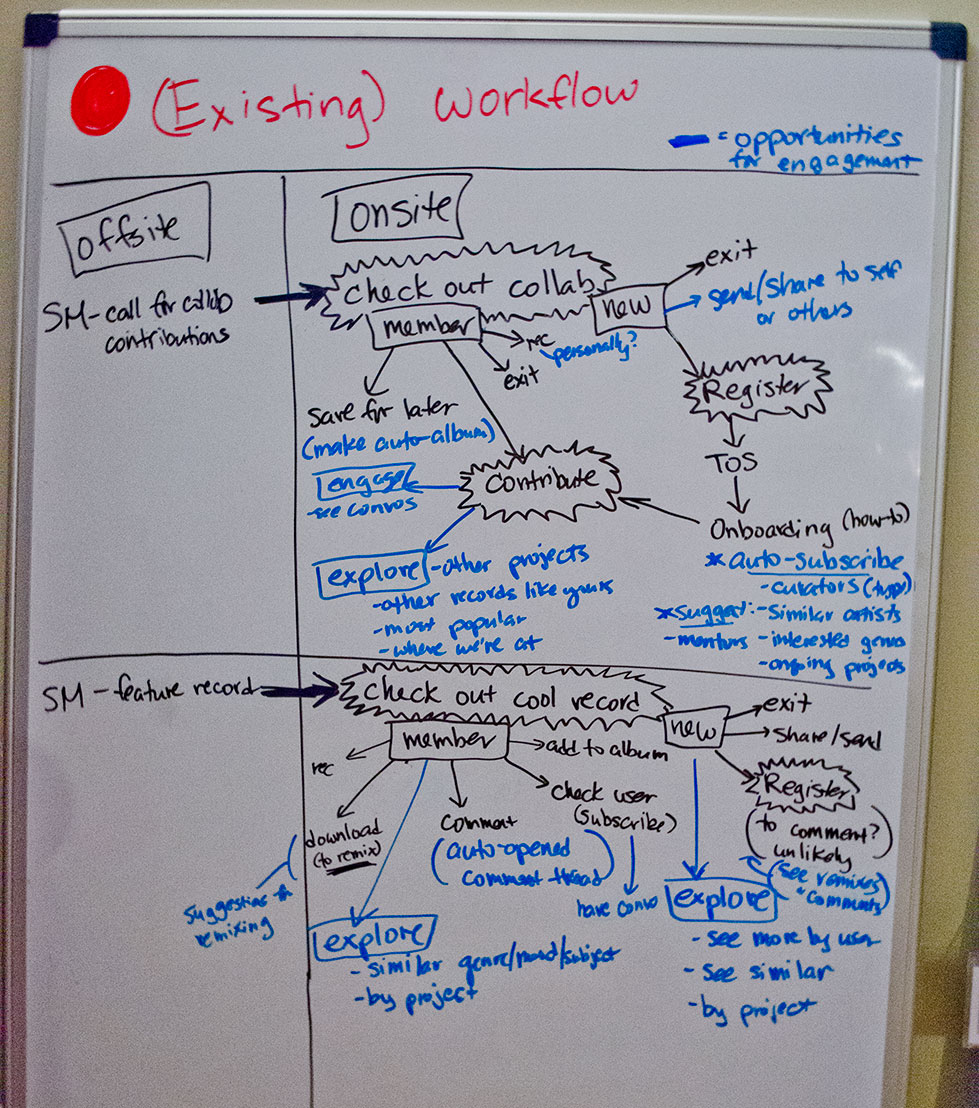 (Existing) workflow
= opportunities
for engagement
offsite
onsite
SM-call for collab
contributions
check out collab
member
new
exit
send/share to self
or others
rec
personally?
exit
Register
Save for later
(make auto-album)
TOS
engage
-see convos
contribute
Onboarding (how-to)
* auto-subscribe
-curators (type)
* suggest: -similar artists
-mentors -interested genre
-ongoing projects
explore -other projects
-other records like yours
-most popular
-where we're at
SM-feature record
check out cool record
member
new
exit
share/send
rec
add to album
Register
(to comment?
unlikely)
(see remixes
+ comments)
download
(to remix)
comment
(auto-opened
comment thread)
check user
(subscribe)
have convo
remixing
explore
- similar genre/mood/subject
-by project
explore
- see more by user
- see similar
- by project